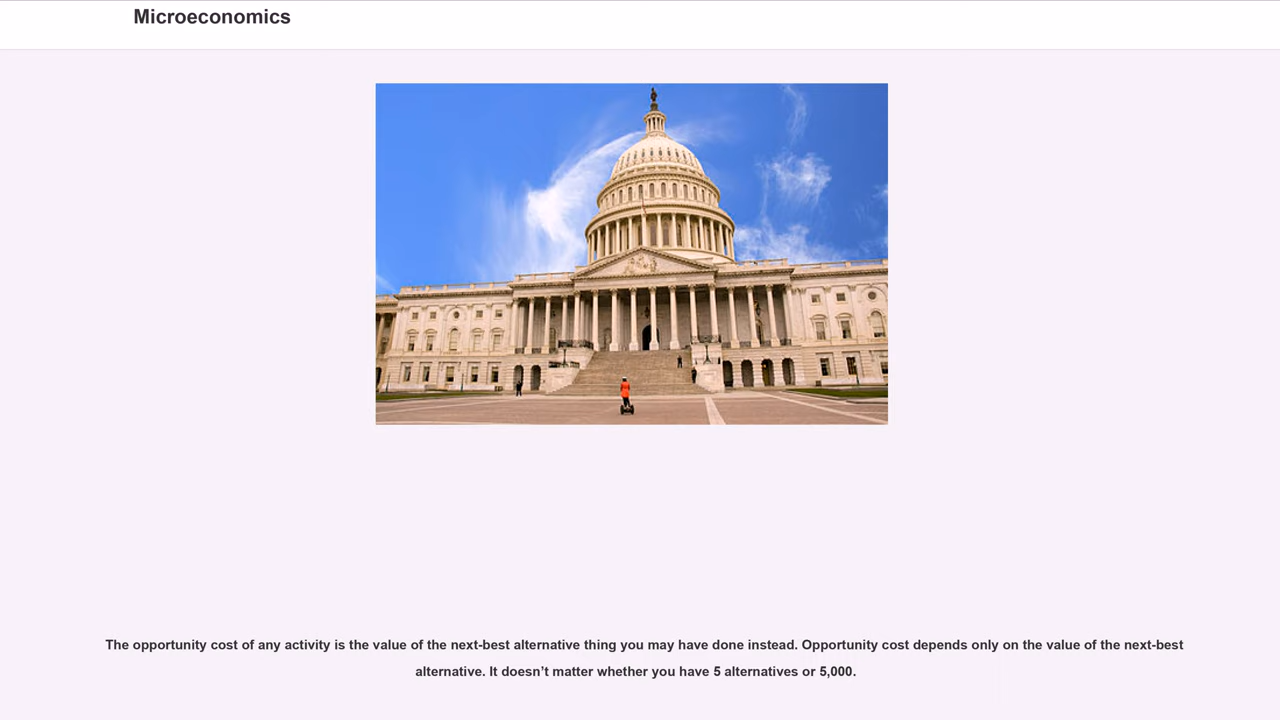 Microeconomics
The opportunity cost of any activity is the value of the next-best alternative thing you may have done instead. Opportunity cost depends only on the value of the next-best
alternative. It doesn’t matter whether you have 5 alternatives or 5,000.